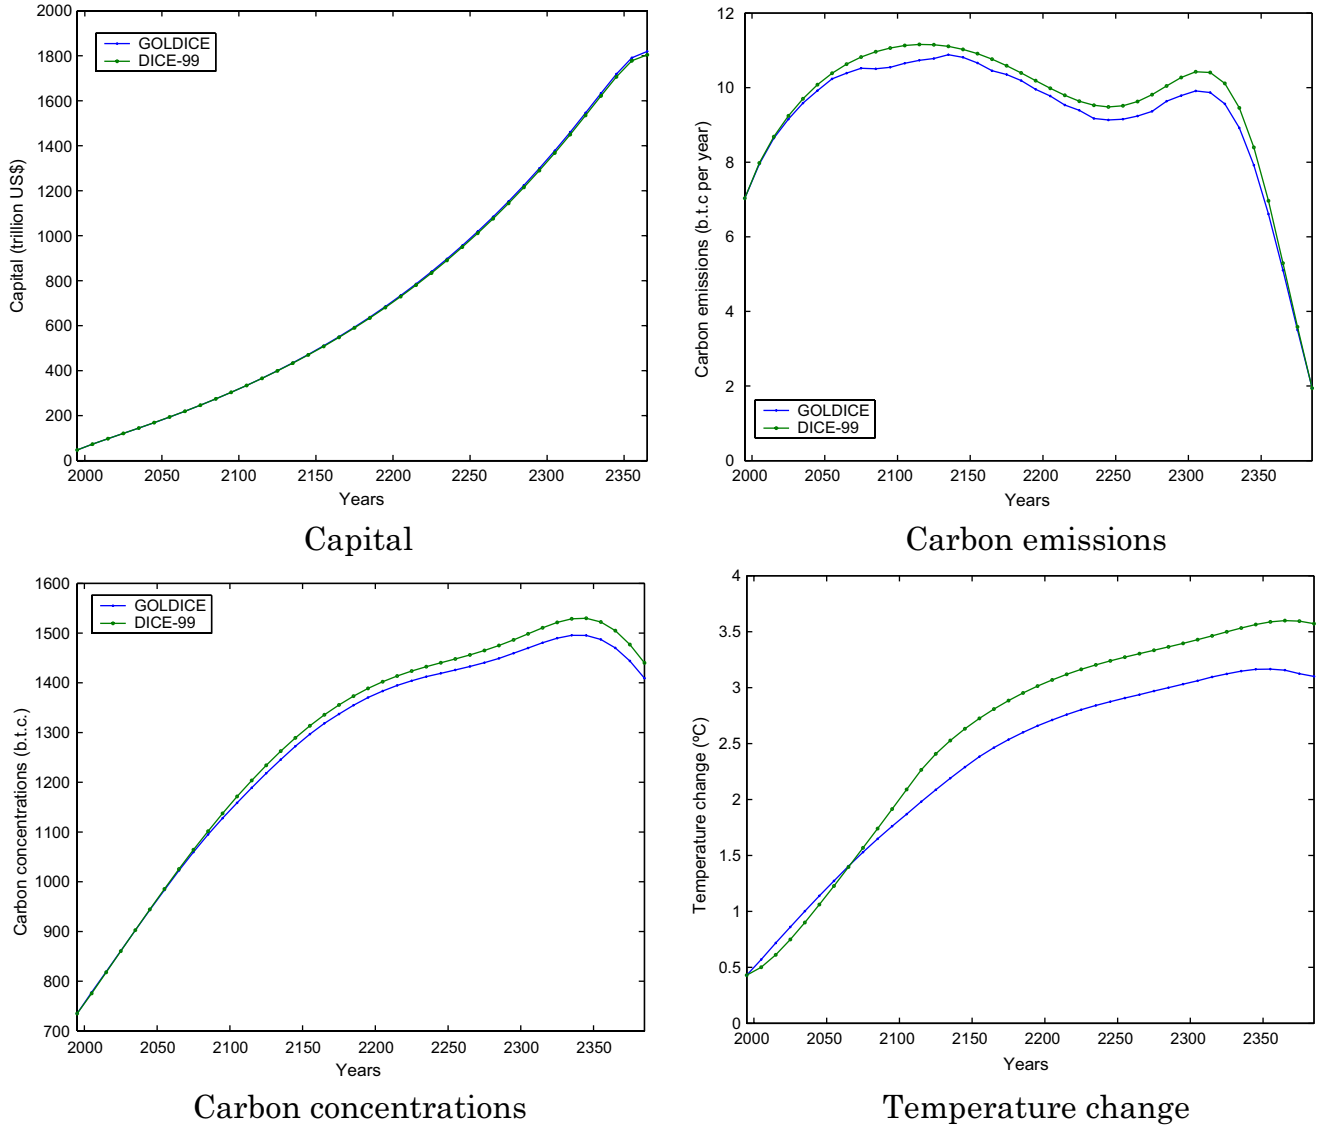 2000
1800
1600
1400
1200
1000
800
600
400
200
0
Capital (trillion US$)
GOLDICE
DICE-99
2000 2050 2100 2150 2200 2250 2300 2350
Years
Capital
12
10
8
6
4
2
0
Carbon emissions (b.t.c per year)
GOLDICE
DICE-99
2000 2050 2100 2150 2200 2250 2300 2350
Years
Carbon emissions
1600
1500
1400
1300
1200
1100
1000
900
800
700
Carbon concentrations (b.t.c.)
GOLDICE
DICE-99
2000 2050 2100 2150 2200 2250 2300 2350
Years
Carbon concentrations
4
3.5
3
2.5
2
1.5
1
0.5
0
Temperature change (ºC)
2000 2050 2100 2150 2200 2250 2300 2350
Years
Temperature change